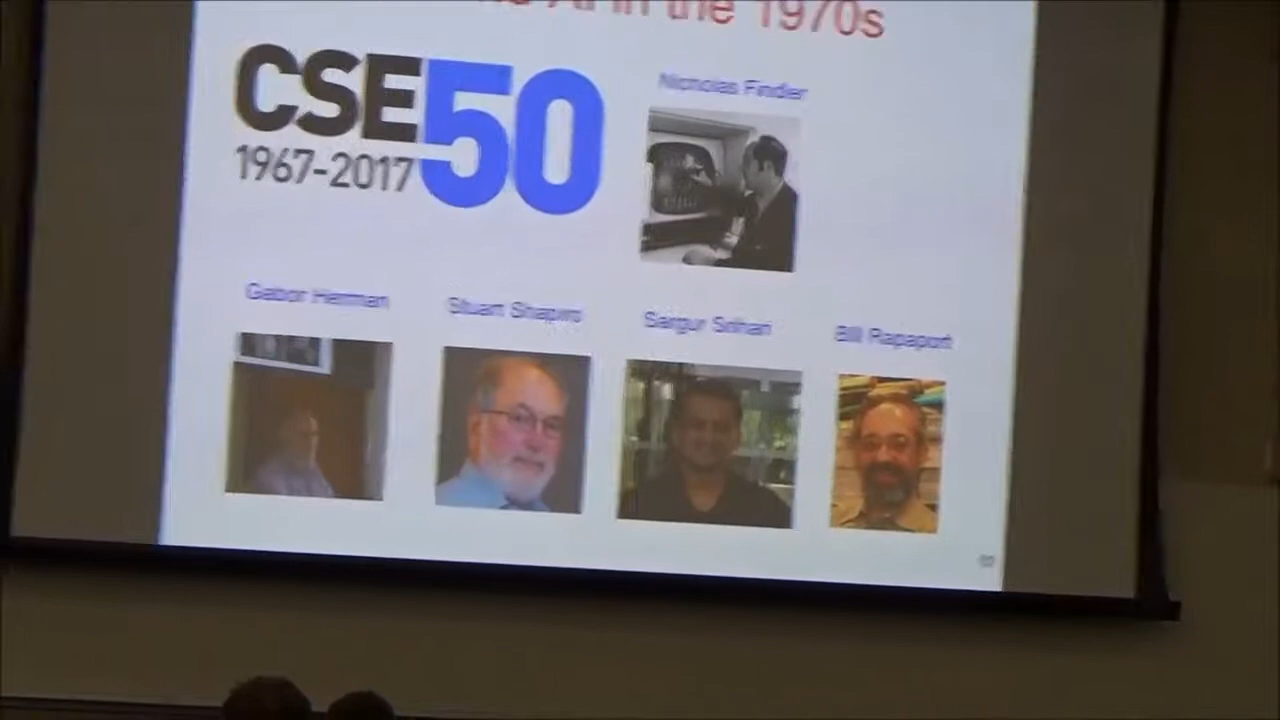 AI in the 1970s
CSE50
1967-2017
Nicholas Findler
Gabor Herman
Stuart Shapiro
Sargur Srihari
Bill Rapaport